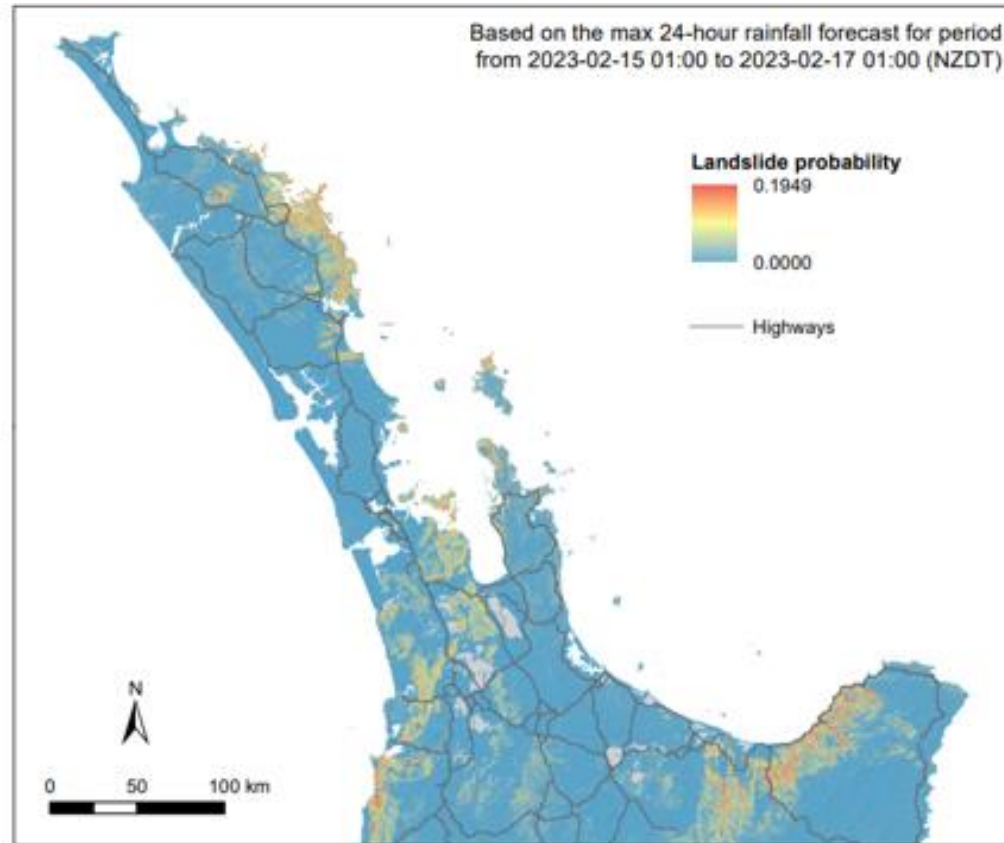 Based on the max 24-hour rainfall forecast for period
from 2023-02-15 01:00 to 2023-02-17 01:00 (NZDT)
Landslide probability
0.1949
0.0000
Highways
N
0 50 100 km